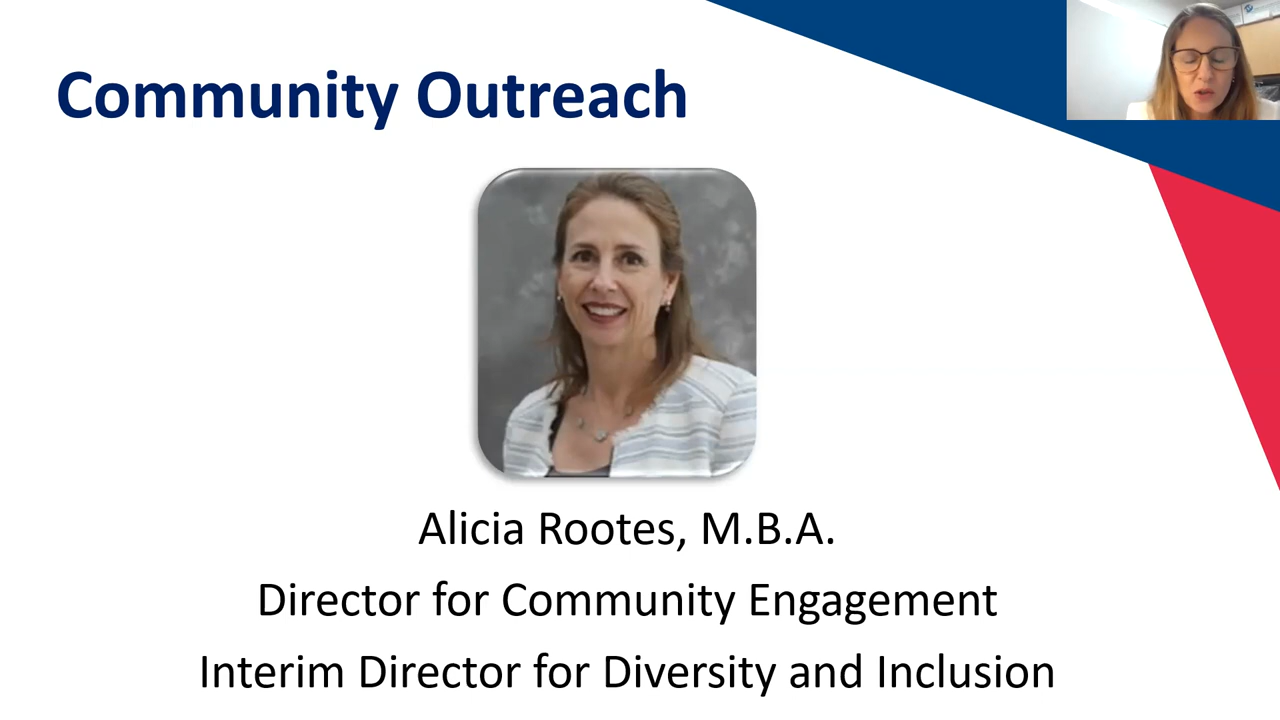 Community Outreach
Alicia Rootes, M.B.A.
Director for Community Engagement
Interim Director for Diversity and Inclusion